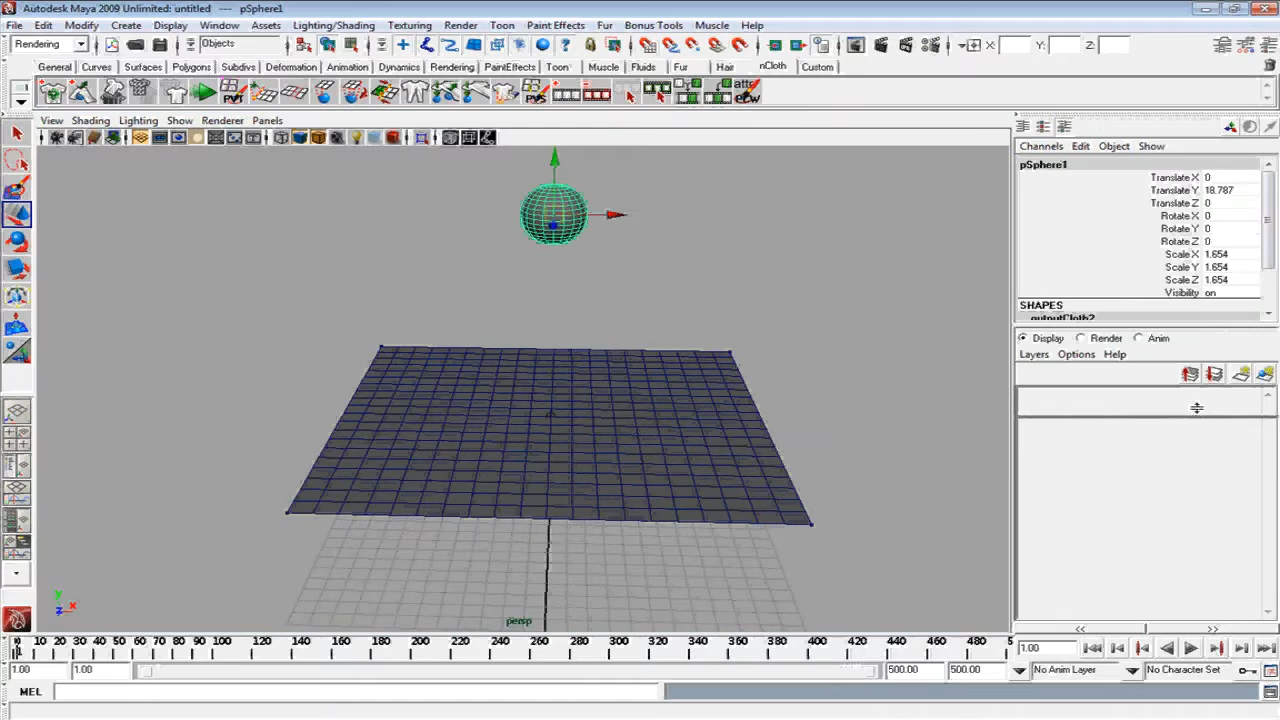 Autodesk Maya 2009 Unlimited: untitled --- pSphere1
File Edit Modify Create Display Window Assets Lighting/Shading Texturing Render Toon Paint Effects Fur Bonus Tools Muscle Help
Rendering Objects X: Y: Z:
General Curves Surfaces Polygons Subdivs Deformation Animation Dynamics Rendering PaintEffects Toon Muscle Fluids Fur Hair nCloth Custom
View Shading Lighting Show Renderer Panels
Channels Edit Object Show
pSphere1
Translate X 0
Translate Y 18.787
Translate Z 0
Rotate X 0
Rotate Y 0
Rotate Z 0
Scale X 1.654
Scale Y 1.654
Scale Z 1.654
Visibility on
SHAPES
outputCloth2
Display Render Anim
Layers Options Help
y
z x
persp
10 20 30 40 50 60 70 80 90 100 120 140 160 180 200 220 240 260 280 300 320 340 360 380 400 420 440 460 480 5
1.00
1.00 1.00 500.00 500.00 No Anim Layer No Character Set
MEL